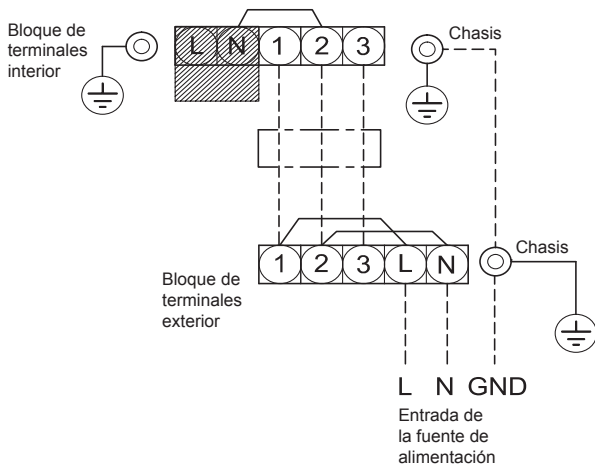 Bloque de
terminales
interior
L N 1 2 3
Chasis
1 2 3 L N
Chasis
Bloque de
terminales
exterior
L N GND
Entrada de
la fuente de
alimentación